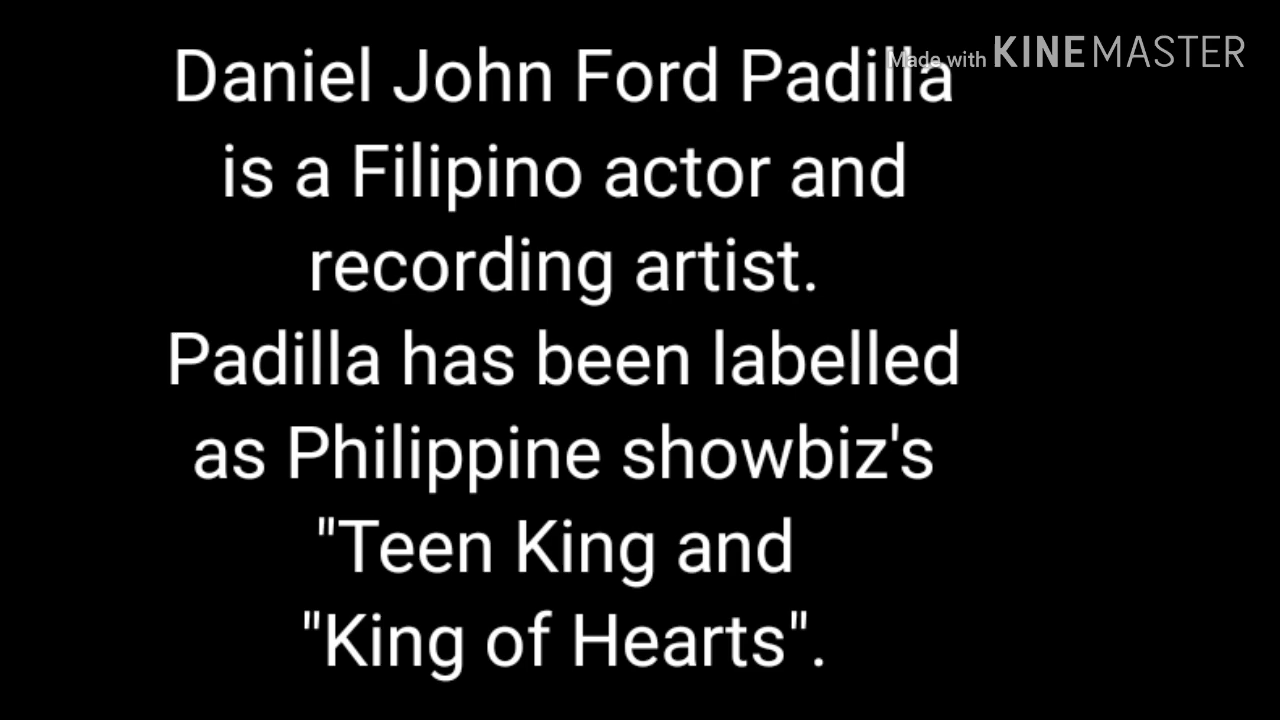 Daniel John Ford Padilla
Made with KINEMASTER
is a Filipino actor and
recording artist.
Padilla has been labelled
as Philippine showbiz's
"Teen King and
"King of Hearts".